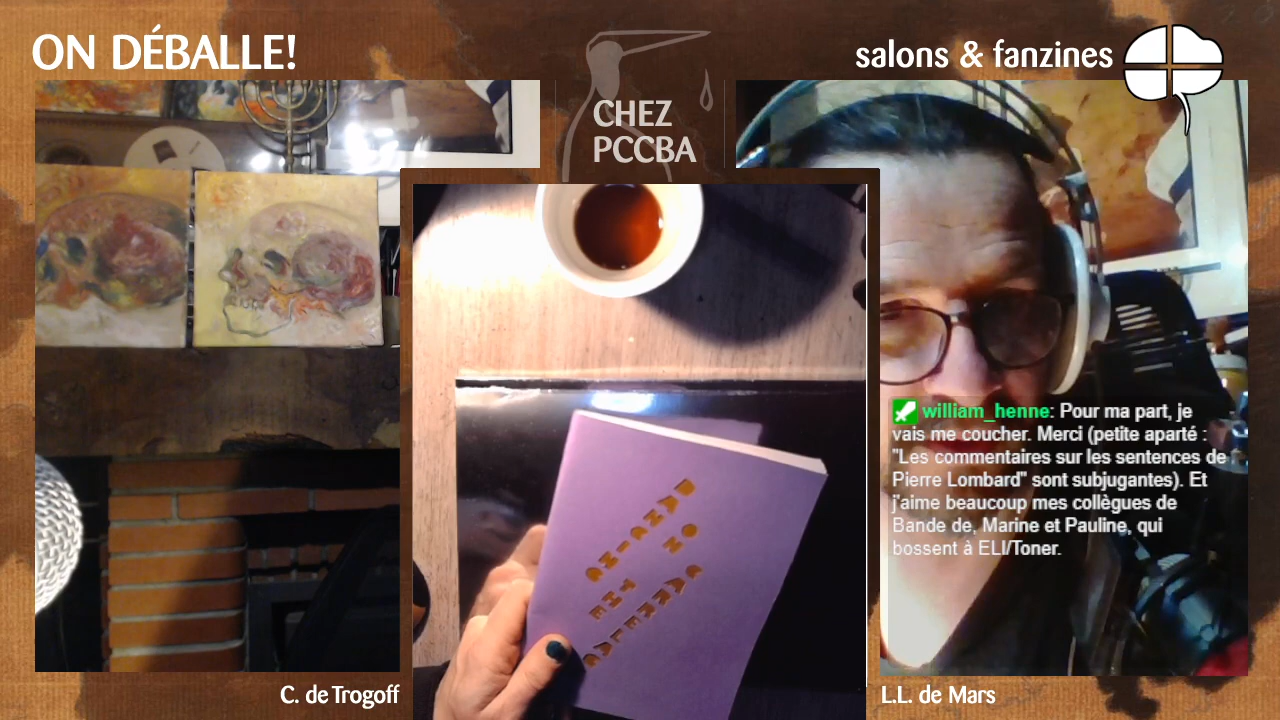 ON DÉBALLE!
salons & fanzines
CHEZ
PCCBA
william_henne: Pour ma part, je
vais me coucher. Merci (petite aparté :
"Les commentaires sur les sentences de
Pierre Lombard" sont subjugantes). Et
j'aime beaucoup mes collègues de
Bande de, Marine et Pauline, qui
bossent à ELI/Toner.
C. de Trogoff
L.L. de Mars